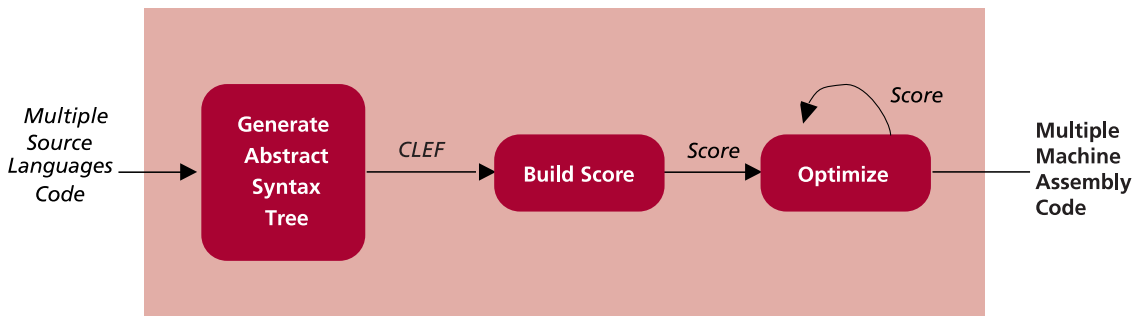 Multiple
Source
Languages
Code
Generate
Abstract
Syntax
Tree
CLEF
Build Score
Score
Optimize
Score
Multiple
Machine
Assembly
Code